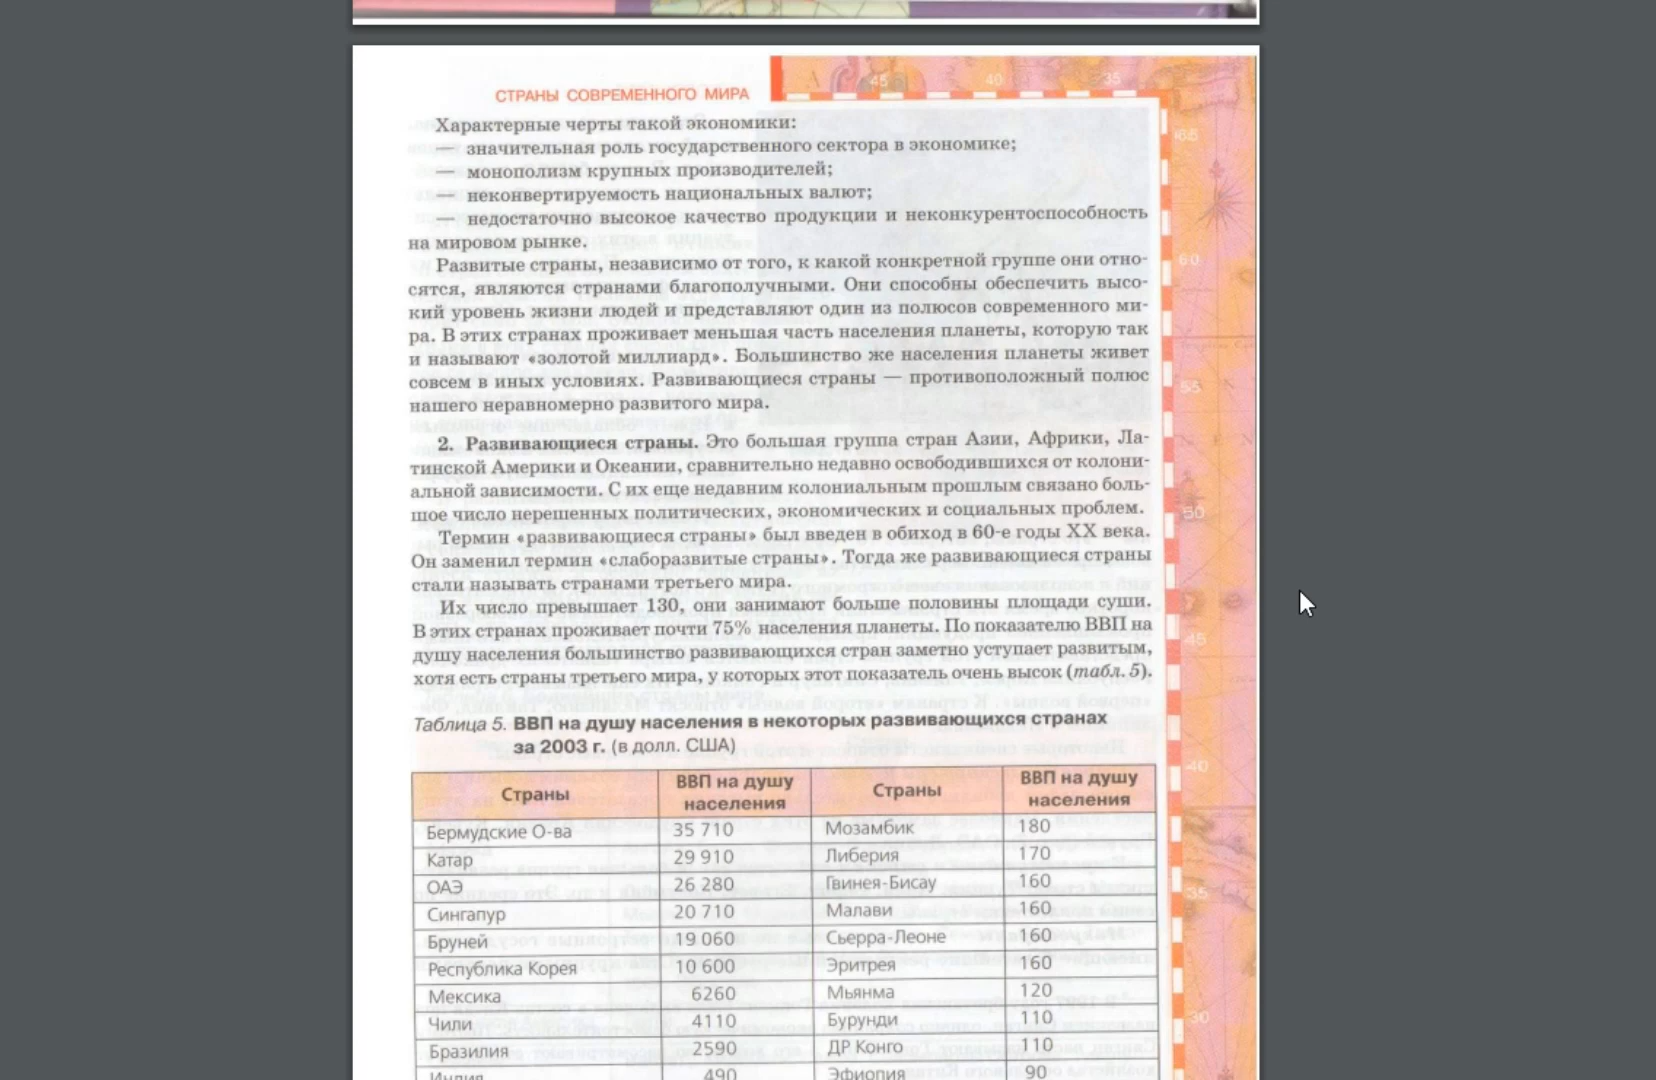 СТРАНЫ СОВРЕМЕННОГО МИРА
45 40 35
Характерные черты такой экономики:
— значительная роль государственного сектора в экономике;
— монополизм крупных производителей;
— неконвертируемость национальных валют;
— недостаточно высокое качество продукции и неконкурентоспособность
на мировом рынке.
Развитые страны, независимо от того, к какой конкретной группе они отно-
сятся, являются странами благополучными. Они способны обеспечить высо-
кий уровень жизни людей и представляют один из полюсов современного ми-
ра. В этих странах проживает меньшая часть населения планеты, которую так
и называют «золотой миллиард». Большинство же населения планеты живет
совсем в иных условиях. Развивающиеся страны — противоположный полюс
нашего неравномерно развитого мира.
2. Развивающиеся страны. Это большая группа стран Азии, Африки, Ла-
тинской Америки и Океании, сравнительно недавно освободившихся от колони-
альной зависимости. С их еще недавним колониальным прошлым связано боль-
шое число нерешенных политических, экономических и социальных проблем.
Термин «развивающиеся страны» был введен в обиход в 60-е годы XX века.
Он заменил термин «слаборазвитые страны». Тогда же развивающиеся страны
стали называть странами третьего мира.
Их число превышает 130, они занимают больше половины площади суши.
В этих странах проживает почти 75% населения планеты. По показателю ВВП на
душу населения большинство развивающихся стран заметно уступает развитым,
хотя есть страны третьего мира, у которых этот показатель очень высок (табл. 5).
Таблица 5. ВВП на душу населения в некоторых развивающихся странах
за 2003 г. (в долл. США)
Страны ВВП на душу населения Страны ВВП на душу населения
Бермудские О-ва 35 710 Мозамбик 180
Катар 29 910 Либерия 170
ОАЭ 26 280 Гвинея-Бисау 160
Сингапур 20 710 Малави 160
Бруней 19 060 Сьерра-Леоне 160
Республика Корея 10 600 Эритрея 160
Мексика 6260 Мьянма 120
Чили 4110 Бурунди 110
Бразилия 2590 ДР Конго 110
Индия 490 Эфиопия 90
65
60
55
50
45
40
35
30